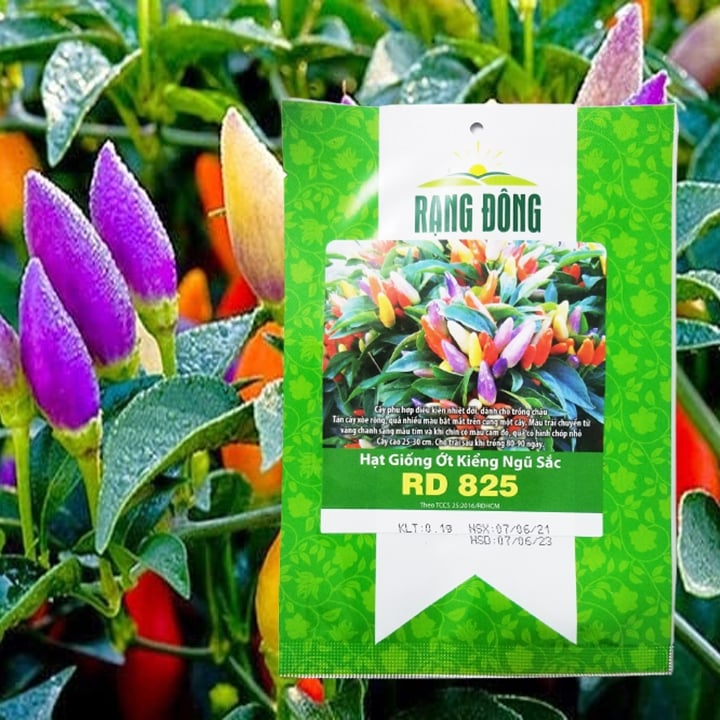 RẠNG ĐÔNG
Cây phù hợp điều kiện nhiệt đới, dành cho trồng chậu
Tán cây xòe rộng, quả nhiều màu bắt mắt trên cùng một cây. Màu trái chuyển từ
vàng chanh sang màu tím và khi chín có màu cam đỏ, quả có hình chóp nhỏ
Cây cao 25-30 cm. Cho trái sau khi trồng 80-90 ngày.
Hạt Giống Ớt Kiểng Ngũ Sắc
RD 825
Theo TCCS 25:2016/RĐHCM
KLT:0.1g NSX:07/06/21
HSD:07/06/23